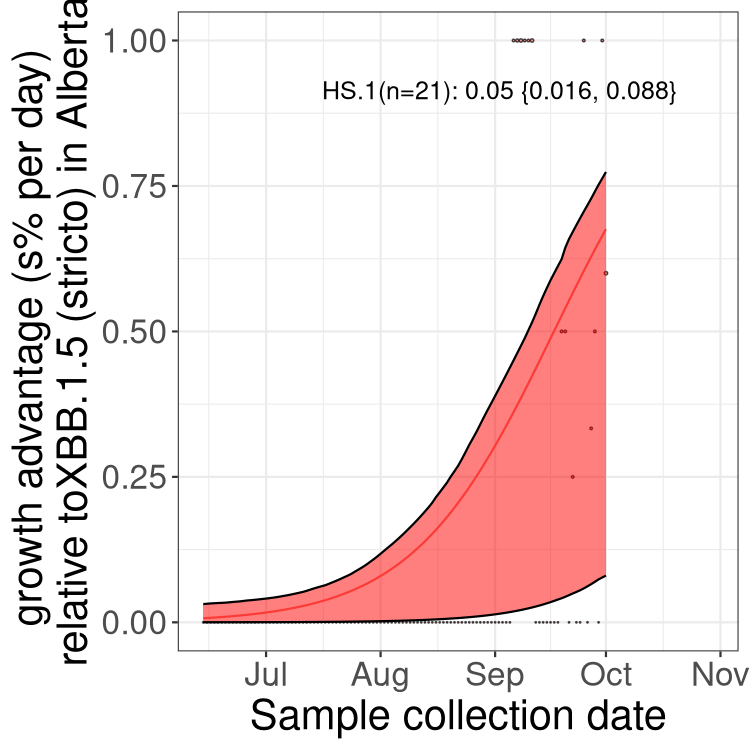 growth advantage (s% per day)
relative toXBB.1.5 (stricto) in Alberta
1.00
0.75
0.50
0.25
0.00
HS.1(n=21): 0.05 {0.016, 0.088}
Jul Aug Sep Oct Nov
Sample collection date